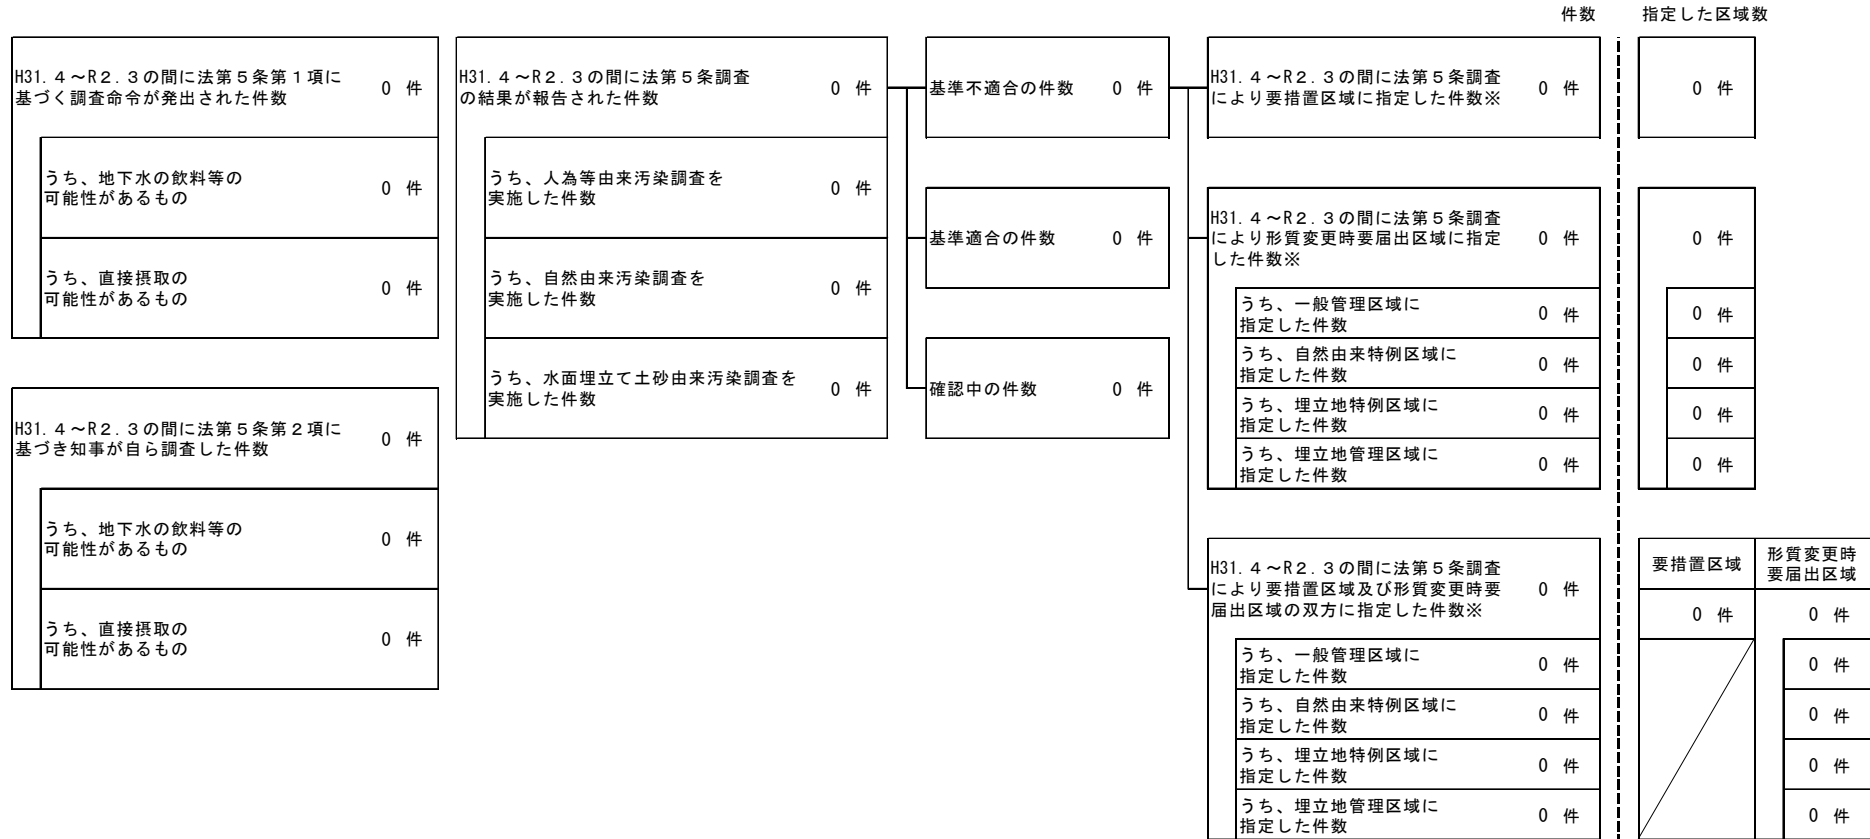 件数 指定した区域数
H31.４～R２.３の間に法第５条第１項に
基づく調査命令が発出された件数 0 件
うち、地下水の飲料等の
可能性があるもの 0 件
うち、直接摂取の
可能性があるもの 0 件
H31.４～R２.３の間に法第５条第２項に
基づき知事が自ら調査した件数 0 件
うち、地下水の飲料等の
可能性があるもの 0 件
うち、直接摂取の
可能性があるもの 0 件
H31.４～R２.３の間に法第５条調査
の結果が報告された件数 0 件
うち、人為等由来汚染調査を
実施した件数 0 件
うち、自然由来汚染調査を
実施した件数 0 件
うち、水面埋立て土砂由来汚染調査を
実施した件数 0 件
基準不適合の件数 0 件
基準適合の件数 0 件
確認中の件数 0 件
H31.４～R２.３の間に法第５条調査
により要措置区域に指定した件数※ 0 件
0 件
H31.４～R２.３の間に法第５条調査
により形質変更時要届出区域に指定
した件数※ 0 件
0 件
うち、一般管理区域に
指定した件数 0 件
0 件
うち、自然由来特例区域に
指定した件数 0 件
0 件
うち、埋立地特例区域に
指定した件数 0 件
0 件
うち、埋立地管理区域に
指定した件数 0 件
0 件
H31.４～R２.３の間に法第５条調査
により要措置区域及び形質変更時要
届出区域の双方に指定した件数※ 0 件
要措置区域
形質変更時
要届出区域
0 件 0 件
うち、一般管理区域に
指定した件数 0 件
0 件
うち、自然由来特例区域に
指定した件数 0 件
0 件
うち、埋立地特例区域に
指定した件数 0 件
0 件
うち、埋立地管理区域に
指定した件数 0 件
0 件